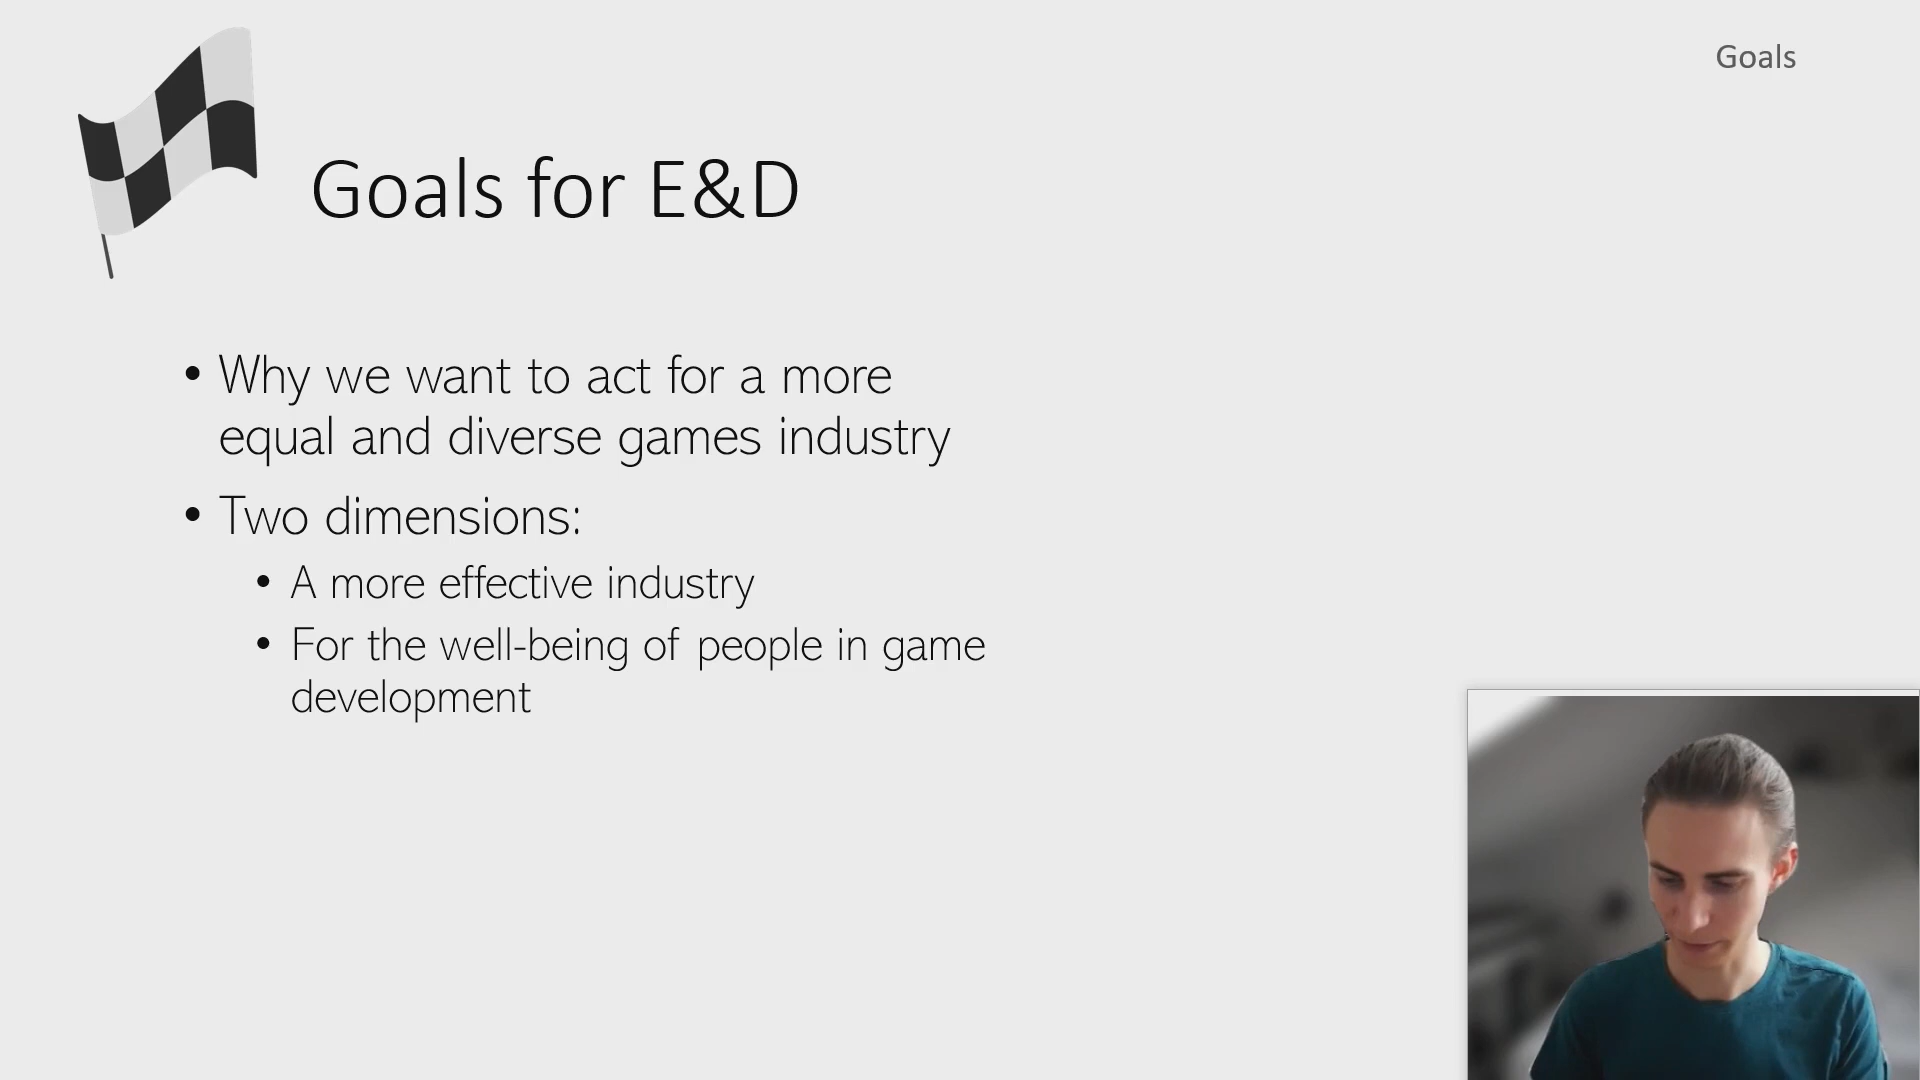 Goals
Goals for E&D
• Why we want to act for a more
equal and diverse games industry
• Two dimensions:
• A more effective industry
• For the well-being of people in game
development